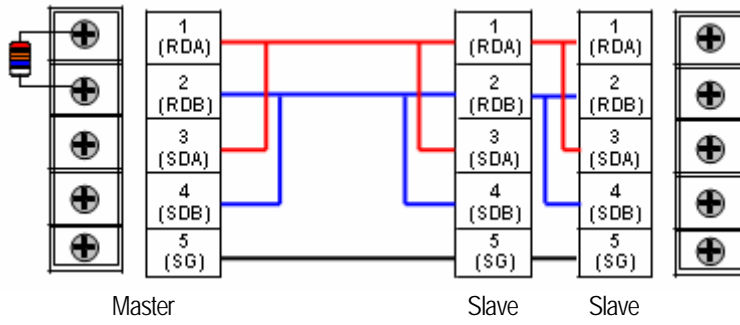 1
(RDA)
2
(RDB)
3
(SDA)
4
(SDB)
5
(SG)
1
(RDA)
2
(RDB)
3
(SDA)
4
(SDB)
5
(SG)
1
(RDA)
2
(RDB)
3
(SDA)
4
(SDB)
5
(SG)
Master
Slave
Slave